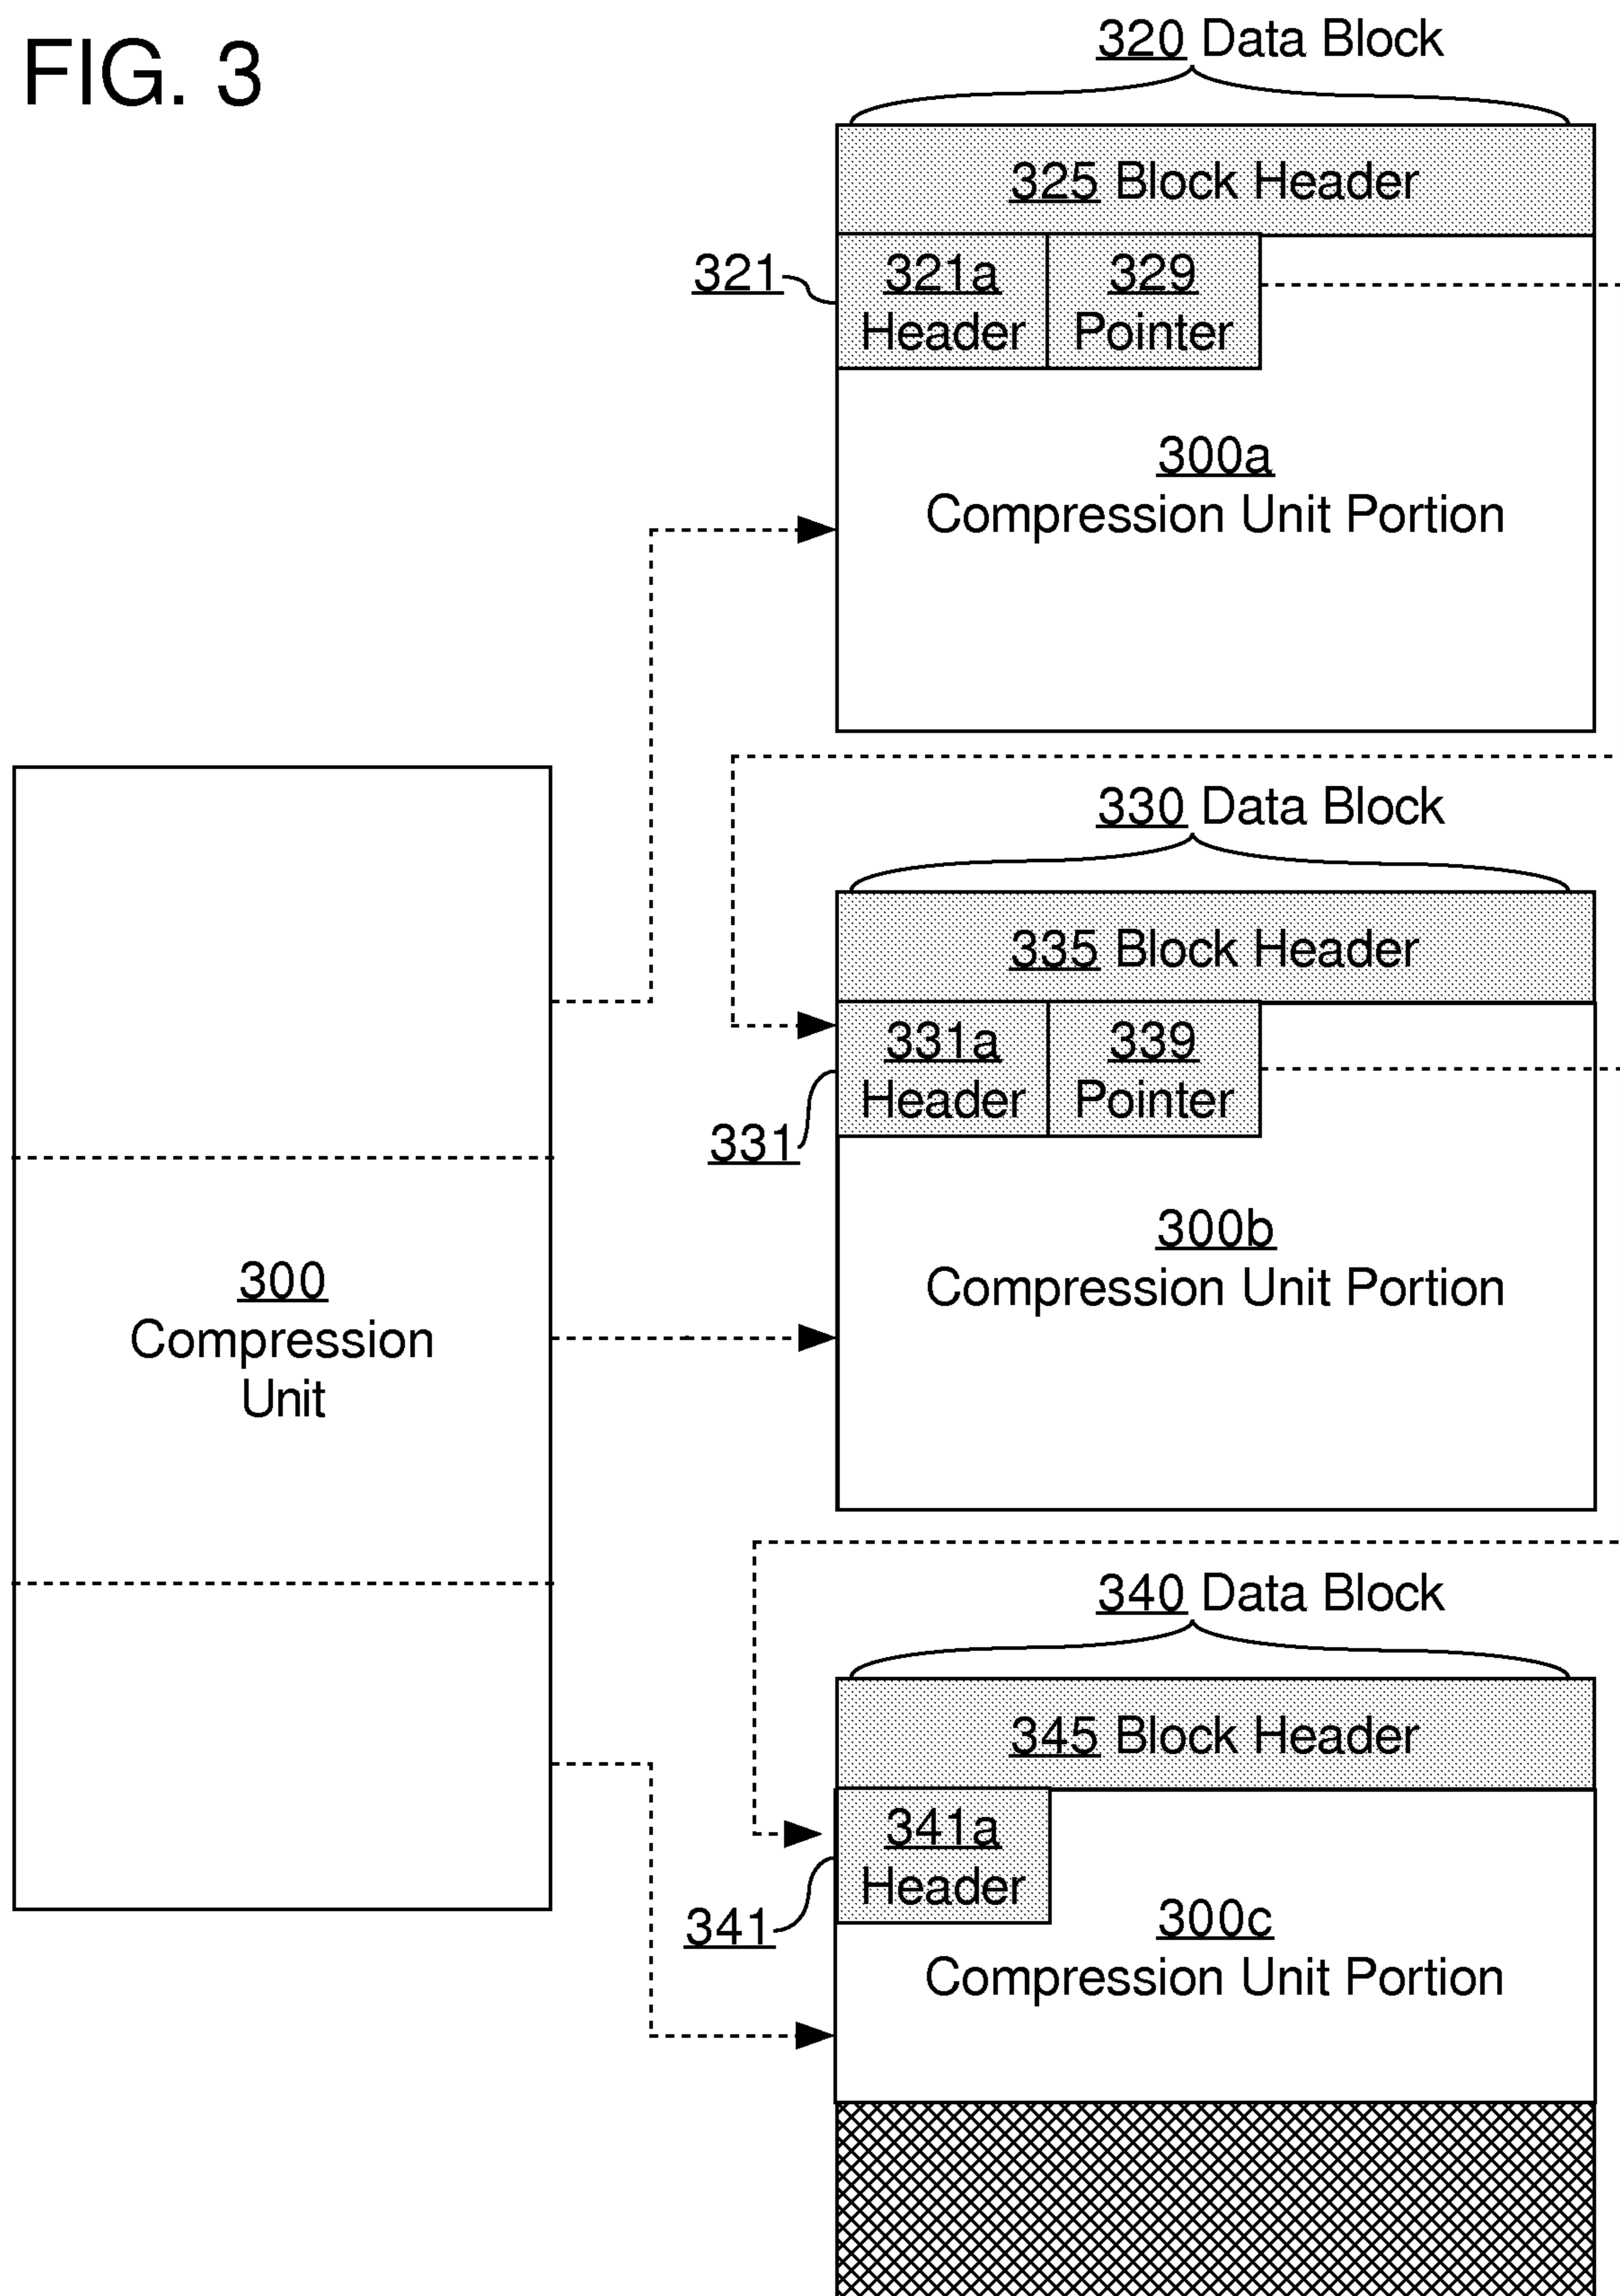 FIG. 3
320 Data Block
325 Block Header
321
321a
Header
329
Pointer
300a
Compression Unit Portion
330 Data Block
335 Block Header
331a
Header
339
Pointer
331
300b
Compression Unit Portion
300
Compression
Unit
340 Data Block
345 Block Header
341a
Header
341
300c
Compression Unit Portion